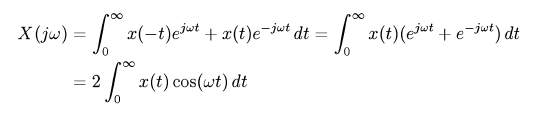 X(jω) = ∫₀^∞ x(−t)e^{jωt} + x(t)e^{−jωt} dt = ∫₀^∞ x(t)(e^{jωt} + e^{−jωt}) dt
= 2 ∫₀^∞ x(t) cos(ωt) dt